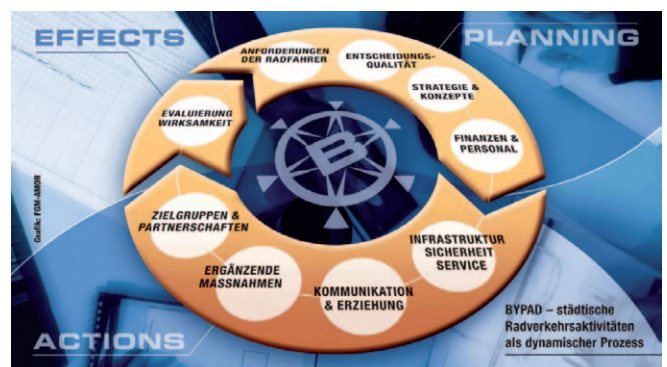 EFFECTS
PLANNING
ANFORDERUNGEN
DER RADFAHRER
ENTSCHEIDUNGS-
QUALITÄT
STRATEGIE &
KONZEPTE
FINANZEN &
PERSONAL
INFRASTRUKTUR
SICHERHEIT
SERVICE
KOMMUNIKATION
& ERZIEHUNG
ERGÄNZENDE
MASSNAHMEN
ZIELGRUPPEN &
PARTNERSCHAFTEN
EVALUIERUNG
WIRKSAMKEIT
B
Grafik: FGM-AMOR
ACTIONS
BYPAD – städtische
Radverkehrsaktivitäten
als dynamischer Prozess